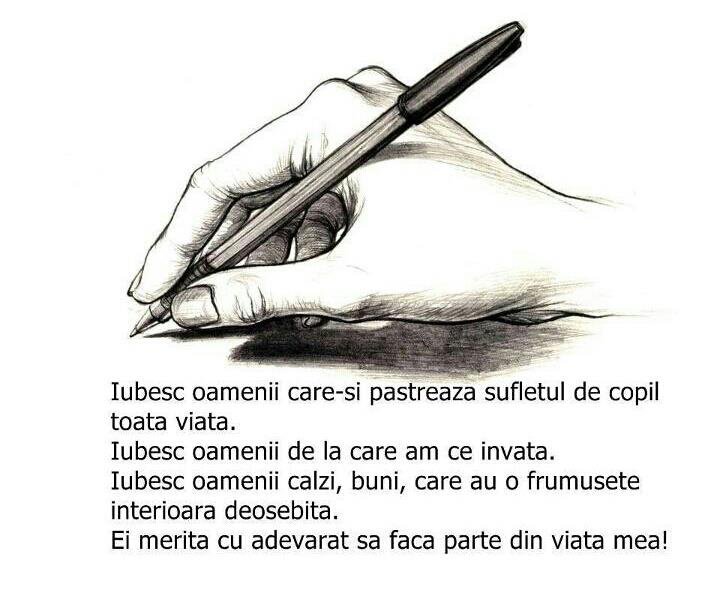 Iubesc oamenii care-si pastreaza sufletul de copil
toata viata.
Iubesc oamenii de la care am ce invata.
Iubesc oamenii calzi, buni, care au o frumusete
interioara deosebita.
Ei merita cu adevarat sa faca parte din viata mea!